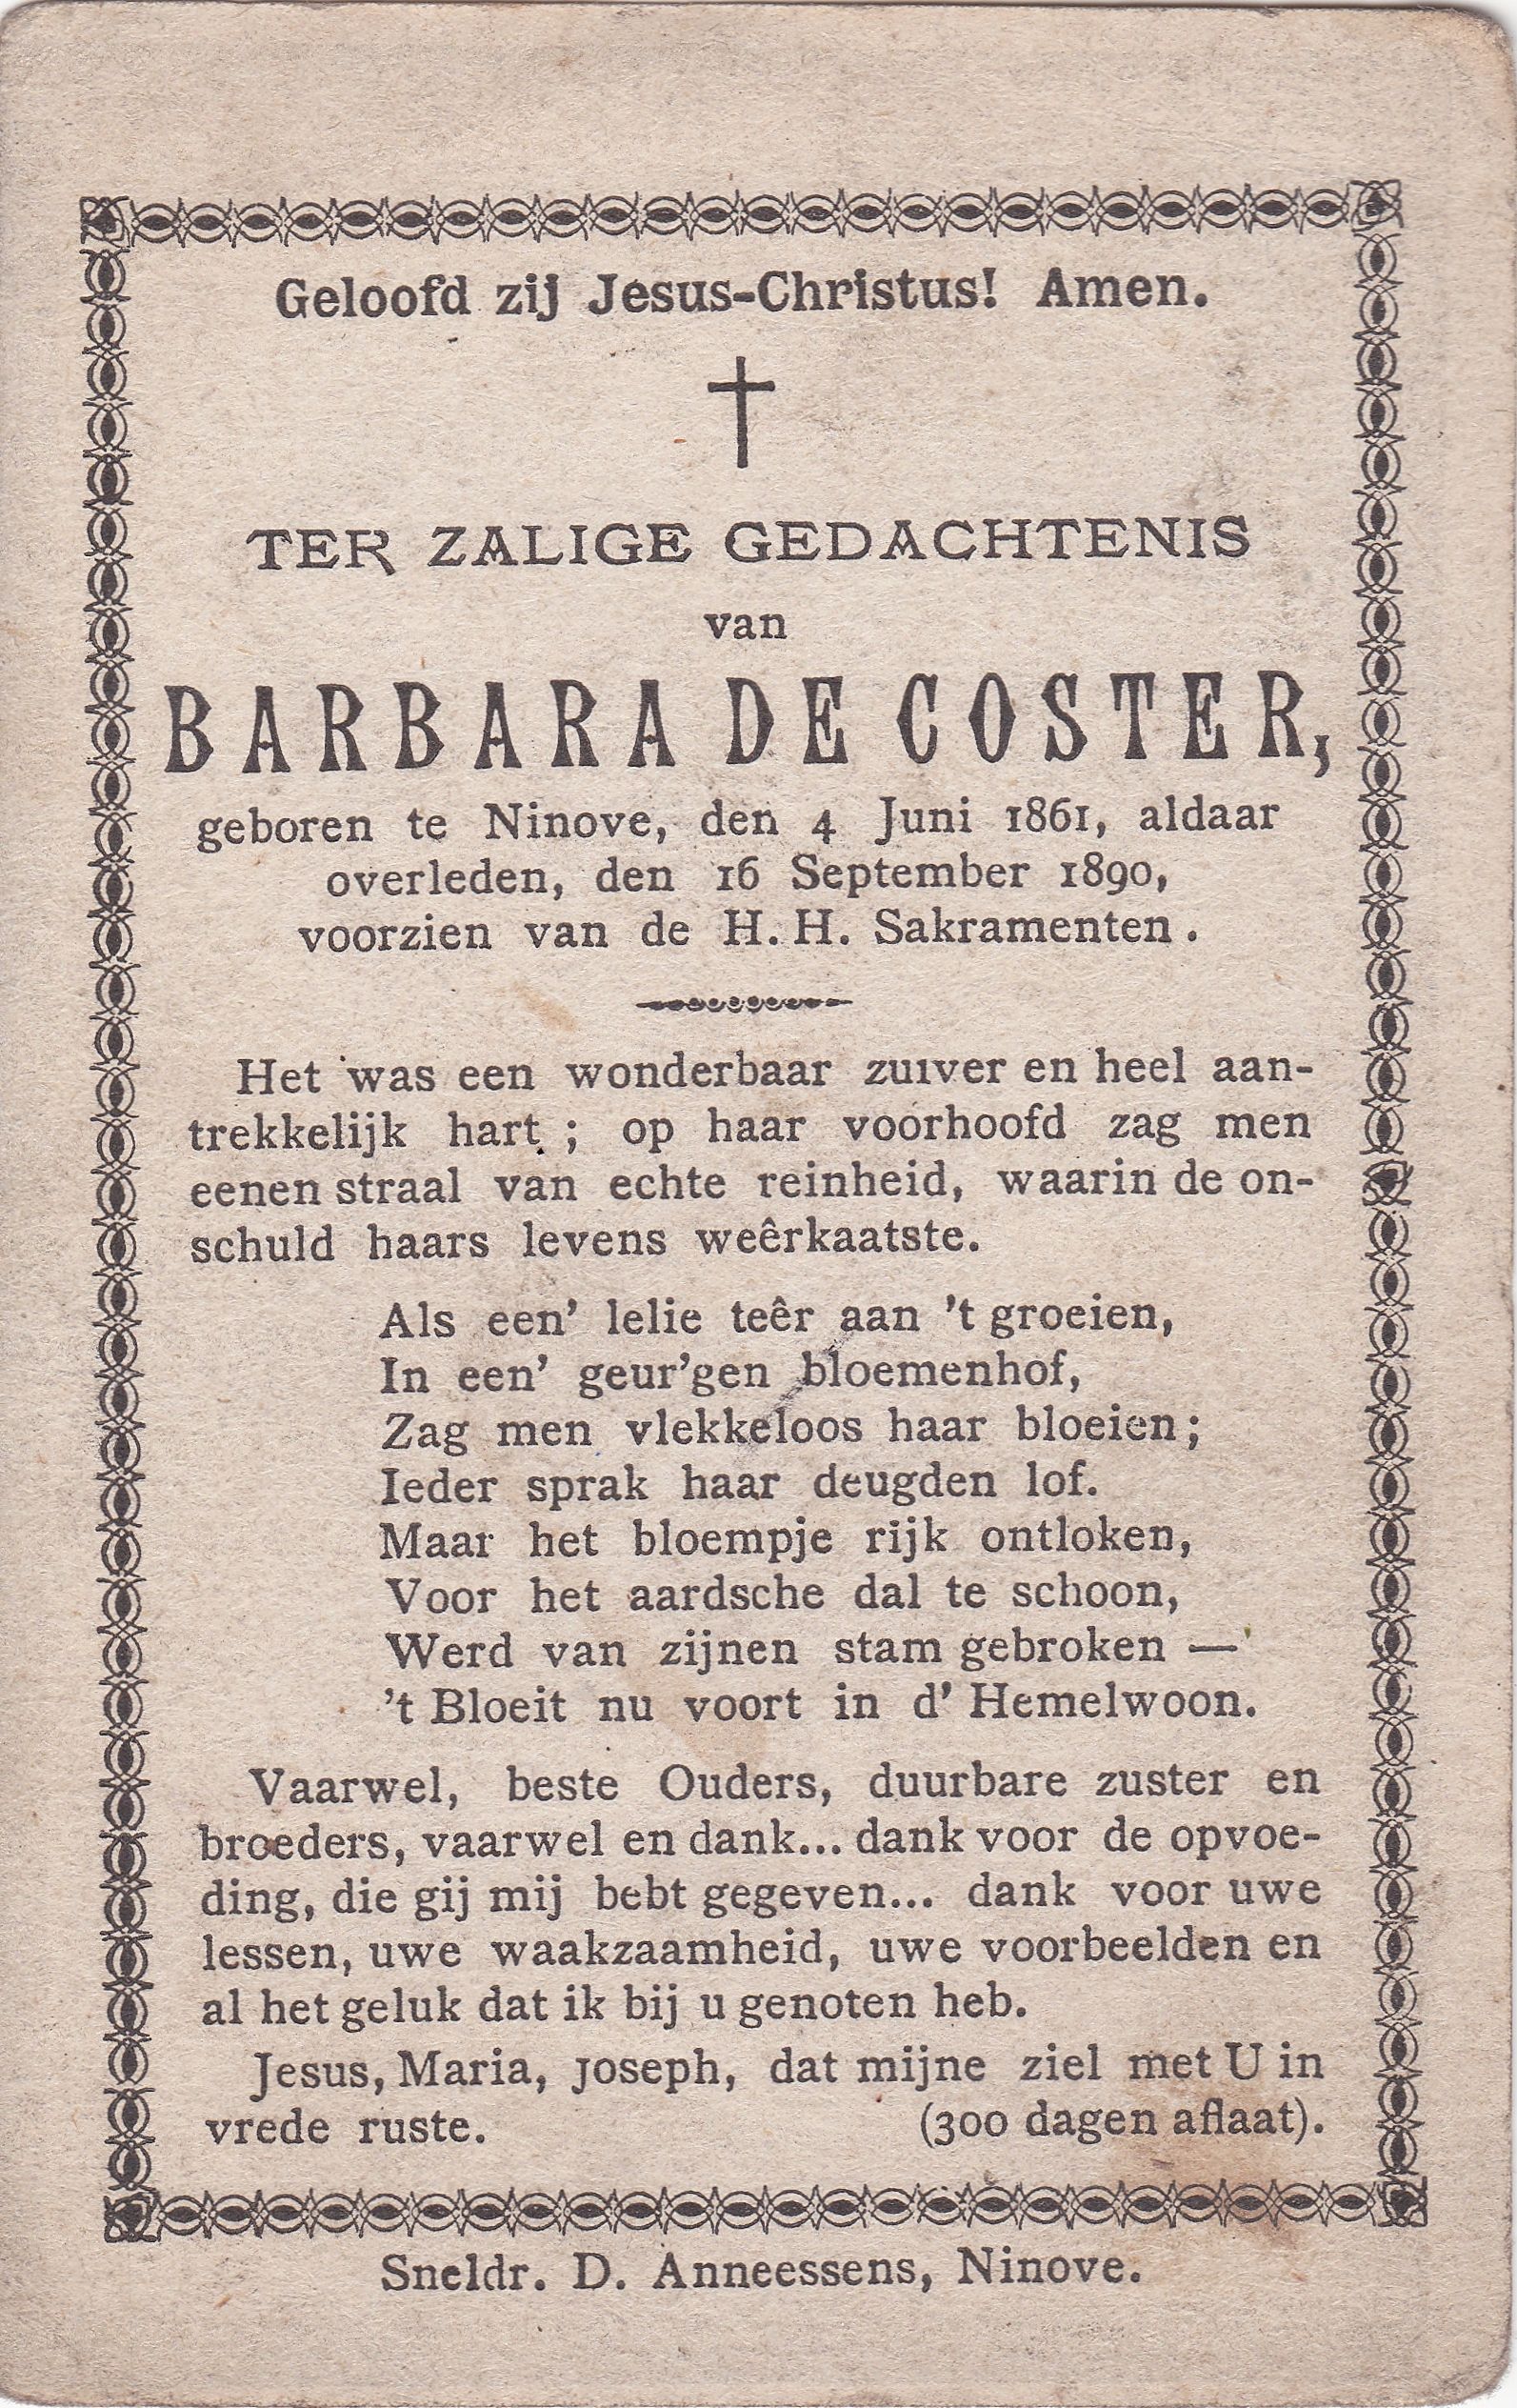 Geloofd zij Jesus-Christus! Amen.
TER ZALIGE GEDACHTENIS
van
BARBARA DE COSTER,
geboren te Ninove, den 4 Juni 1861, aldaar
overleden, den 16 September 1890,
voorzien van de H. H. Sakramenten.
Het was een wonderbaar zuiver en heel aan-
trekkelijk hart ; op haar voorhoofd zag men
eenen straal van echte reinheid, waarin de on-
schuld haars levens weêrkaatste.
Als een' lelie teêr aan 't groeien,
In een' geur'gen bloemenhof,
Zag men vlekkeloos haar bloeien;
Ieder sprak haar deugden lof.
Maar het bloempje rijk ontloken,
Voor het aardsche dal te schoon,
Werd van zijnen stam gebroken —
't Bloeit nu voort in d' Hemelwoon.
Vaarwel, beste Ouders, duurbare zuster en
broeders, vaarwel en dank... dank voor de opvoe-
ding, die gij mij bebt gegeven... dank voor uwe
lessen, uwe waakzaamheid, uwe voorbeelden en
al het geluk dat ik bij u genoten heb.
Jesus, Maria, Joseph, dat mijne ziel met U in
vrede ruste. (300 dagen aflaat).
Sneldr. D. Anneessens, Ninove.